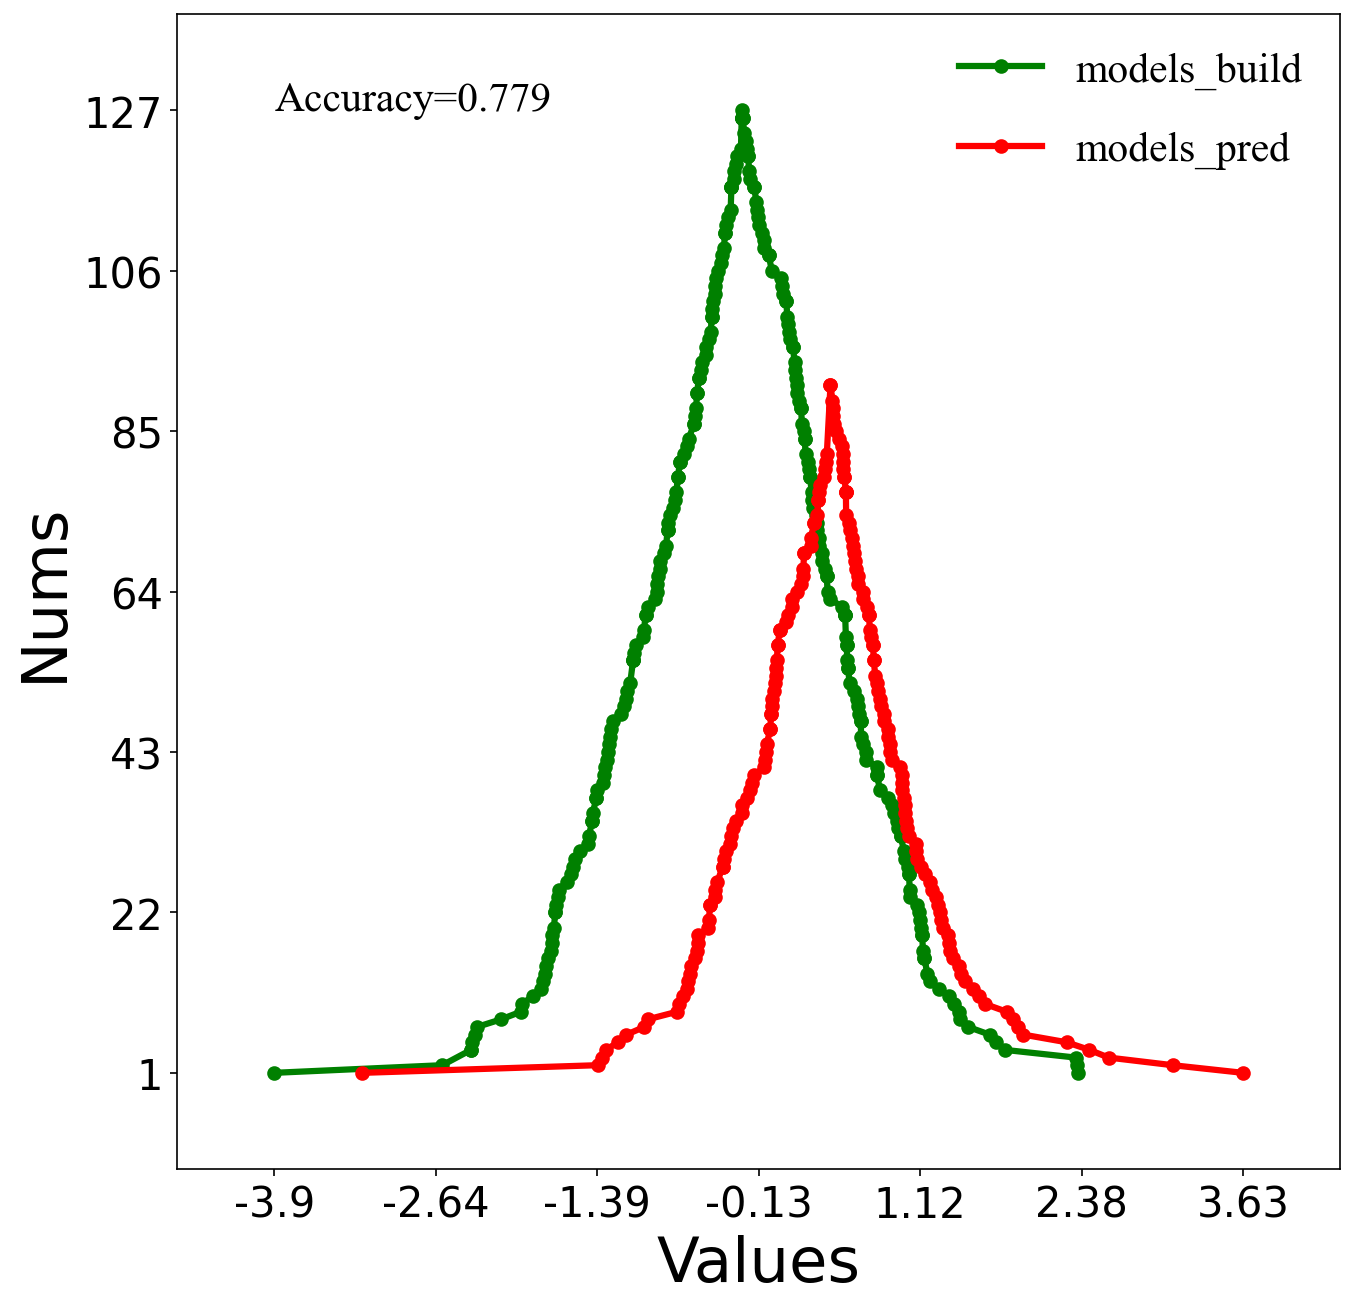 models_build
Accuracy=0.779
models_pred
127
106
85
64
43
22
1
Nums
-3.9 -2.64 -1.39 -0.13 1.12 2.38 3.63
Values